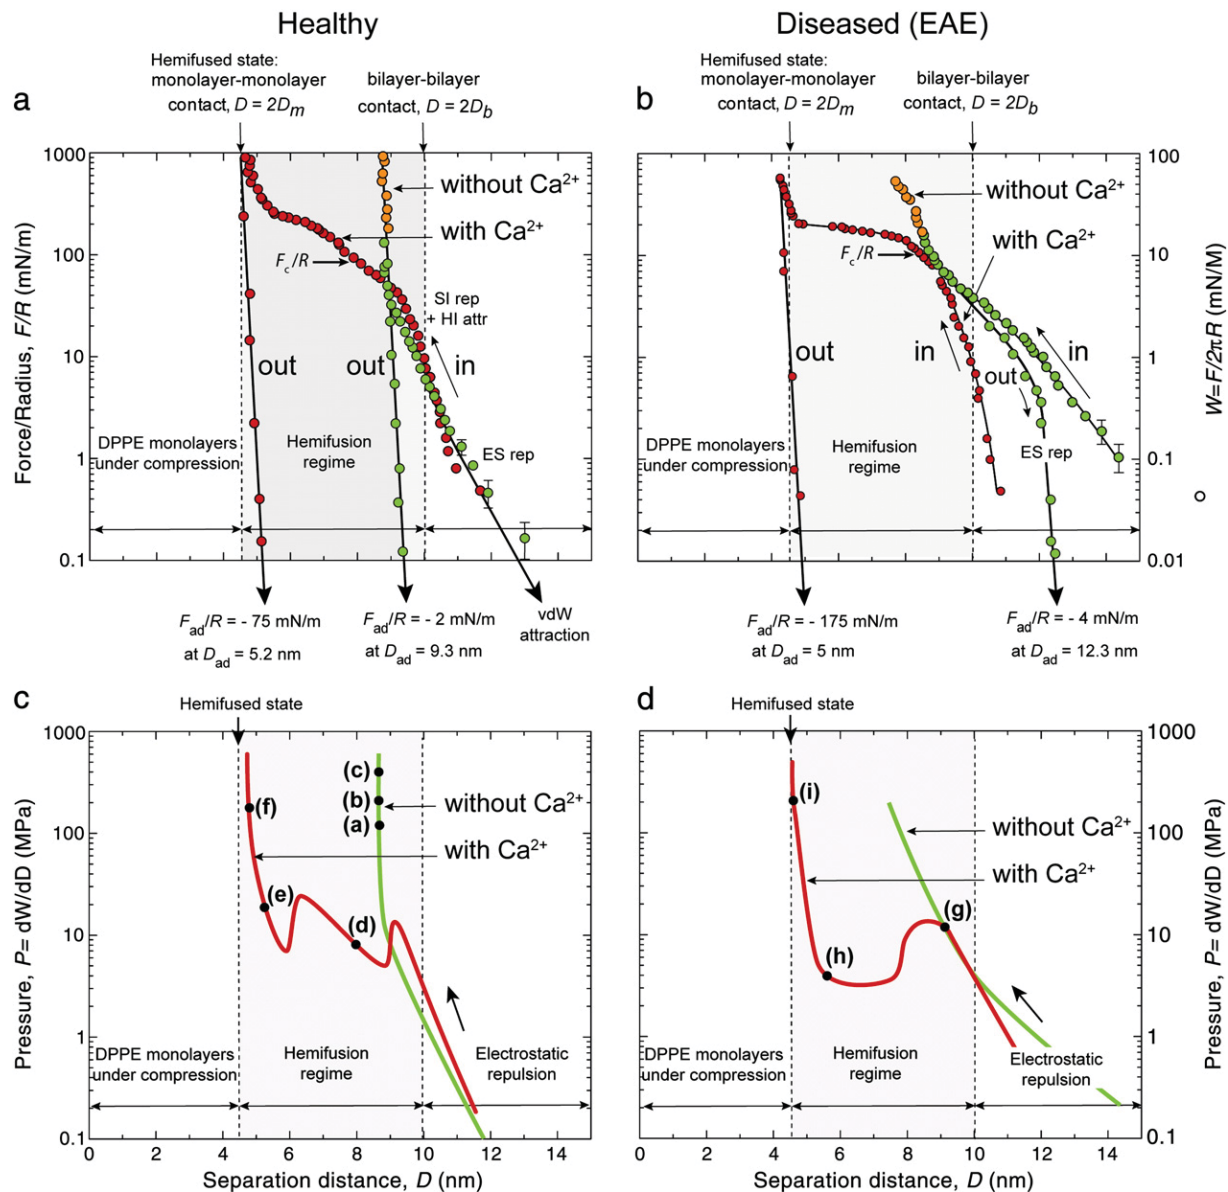 Healthy
Diseased (EAE)
a
Hemifused state:
monolayer-monolayer
contact, D = 2Dm
bilayer-bilayer
contact, D = 2Db
1000
100
10
1
0.1
Force/Radius, F/R (mN/m)
without Ca2+
with Ca2+
Fc/R
SI rep
+ HI attr
out
out
in
DPPE monolayers
under compression
Hemifusion
regime
ES rep
Fad/R = - 75 mN/m
at Dad = 5.2 nm
Fad/R = - 2 mN/m
at Dad = 9.3 nm
vdW
attraction
b
Hemifused state:
monolayer-monolayer
contact, D = 2Dm
bilayer-bilayer
contact, D = 2Db
100
10
1
0.1
0.01
W=F/2πR (mN/M)
without Ca2+
with Ca2+
Fc/R
out
in
out
in
DPPE monolayers
under compression
Hemifusion
regime
ES rep
Fad/R = - 175 mN/m
at Dad = 5 nm
Fad/R = - 4 mN/m
at Dad = 12.3 nm
c
Hemifused state
1000
100
10
1
0.1
Pressure, P= dW/dD (MPa)
(c)
(b)
(a)
(f)
(e)
(d)
without Ca2+
with Ca2+
DPPE monolayers
under compression
Hemifusion
regime
Electrostatic
repulsion
0 2 4 6 8 10 12 14
Separation distance, D (nm)
d
Hemifused state
1000
100
10
1
0.1
Pressure, P= dW/dD (MPa)
(i)
(h)
(g)
without Ca2+
with Ca2+
DPPE monolayers
under compression
Hemifusion
regime
Electrostatic
repulsion
0 2 4 6 8 10 12 14
Separation distance, D (nm)